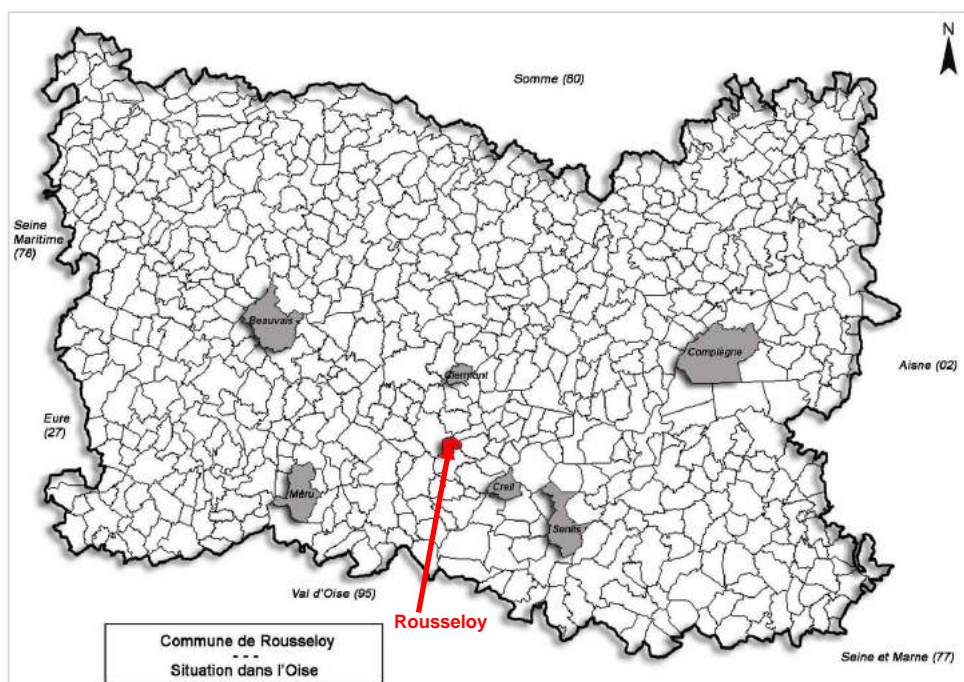 N
Somme (80)
Seine
Maritime
(76)
Beauvais
Compiègne
Aisne (02)
Clermont
Eure
(27)
Méru
Creil
Senlis
Val d'Oise (95)
Rousseloy
Commune de Rousseloy
- - -
Situation dans l'Oise
Seine et Marne (77)